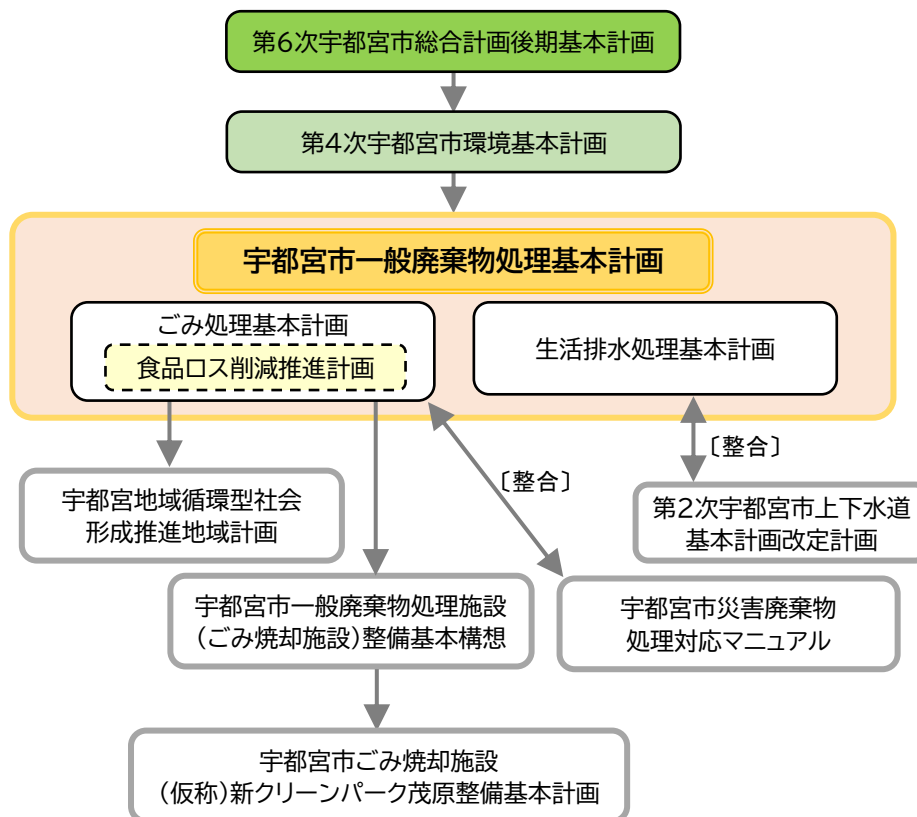 第6次宇都宮市総合計画後期基本計画
第4次宇都宮市環境基本計画
宇都宮市一般廃棄物処理基本計画
ごみ処理基本計画
食品ロス削減推進計画
生活排水処理基本計画
〔整合〕
〔整合〕
宇都宮地域循環型社会
形成推進地域計画
第2次宇都宮市上下水道
基本計画改定計画
宇都宮市一般廃棄物処理施設
(ごみ焼却施設)整備基本構想
宇都宮市災害廃棄物
処理対応マニュアル
宇都宮市ごみ焼却施設
(仮称)新クリーンパーク茂原整備基本計画